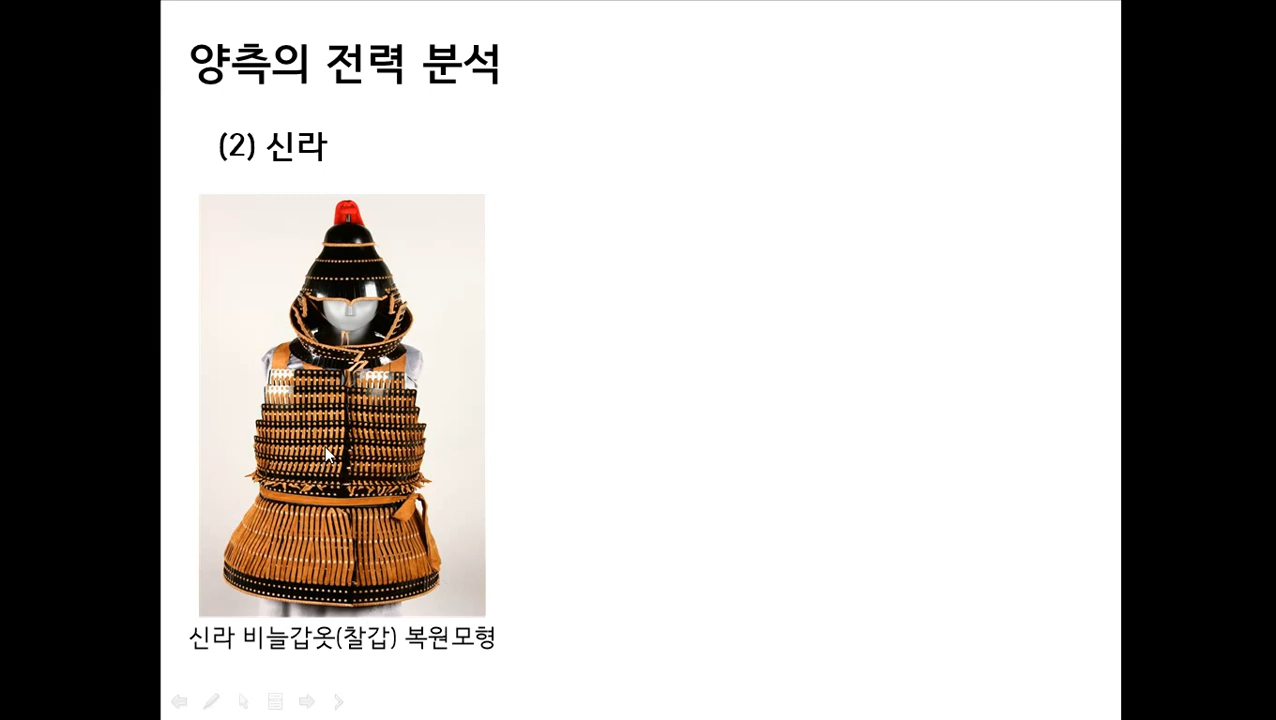 양측의 전력 분석
(2) 신라
신라 비늘갑옷(찰갑) 복원모형